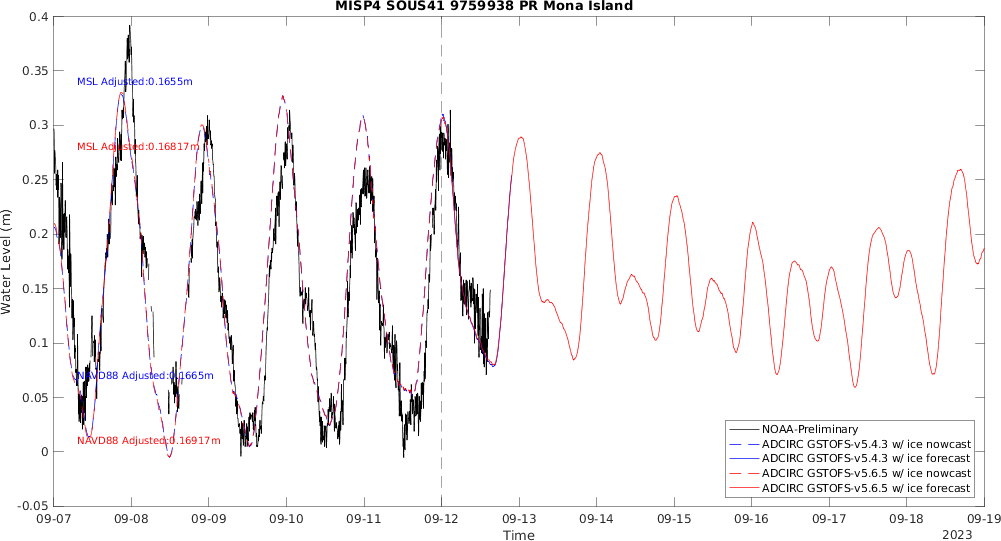 MISP4 SOUS41 9759938 PR Mona Island
0.4
0.35
0.3
0.25
0.2
0.15
0.1
0.05
0
-0.05
Water Level (m)
MSL Adjusted:0.1655m
MSL Adjusted:0.16817m
NAVD88 Adjusted:0.1665m
NAVD88 Adjusted:0.16917m
NOAA-Preliminary
ADCIRC GSTOFS-v5.4.3 w/ ice nowcast
ADCIRC GSTOFS-v5.4.3 w/ ice forecast
ADCIRC GSTOFS-v5.6.5 w/ ice nowcast
ADCIRC GSTOFS-v5.6.5 w/ ice forecast
09-07 09-08 09-09 09-10 09-11 09-12 09-13 09-14 09-15 09-16 09-17 09-18 09-19
Time
2023